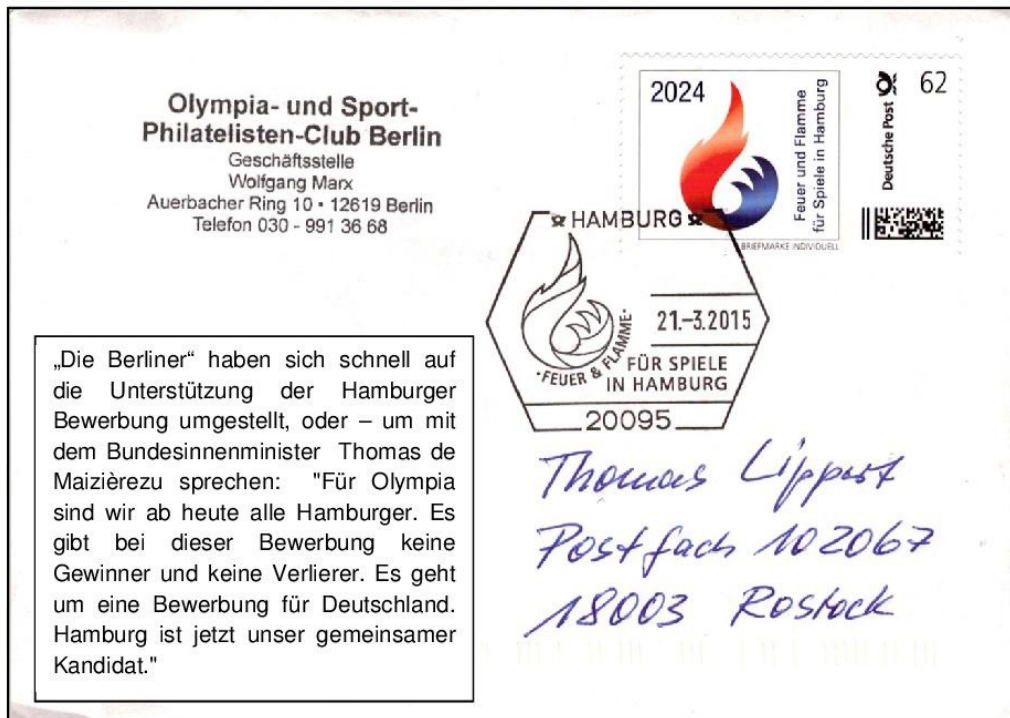 Olympia- und Sport-
Philatelisten-Club Berlin
Geschäftsstelle
Wolfgang Marx
Auerbacher Ring 10 • 12619 Berlin
Telefon 030 - 991 36 68
2024
Feuer und Flamme
für Spiele in Hamburg
Deutsche Post
62
BRIEFMARKE INDIVIDUELL
HAMBURG
21.-3.2015
·FEUER & FLAMME·
FÜR SPIELE
IN HAMBURG
20095
„Die Berliner“ haben sich schnell auf
die Unterstützung der Hamburger
Bewerbung umgestellt, oder – um mit
dem Bundesinnenminister Thomas de
Maizièrezu sprechen: "Für Olympia
sind wir ab heute alle Hamburger. Es
gibt bei dieser Bewerbung keine
Gewinner und keine Verlierer. Es geht
um eine Bewerbung für Deutschland.
Hamburg ist jetzt unser gemeinsamer
Kandidat."
Thomas Lippert
Postfach 102067
18003 Rostock